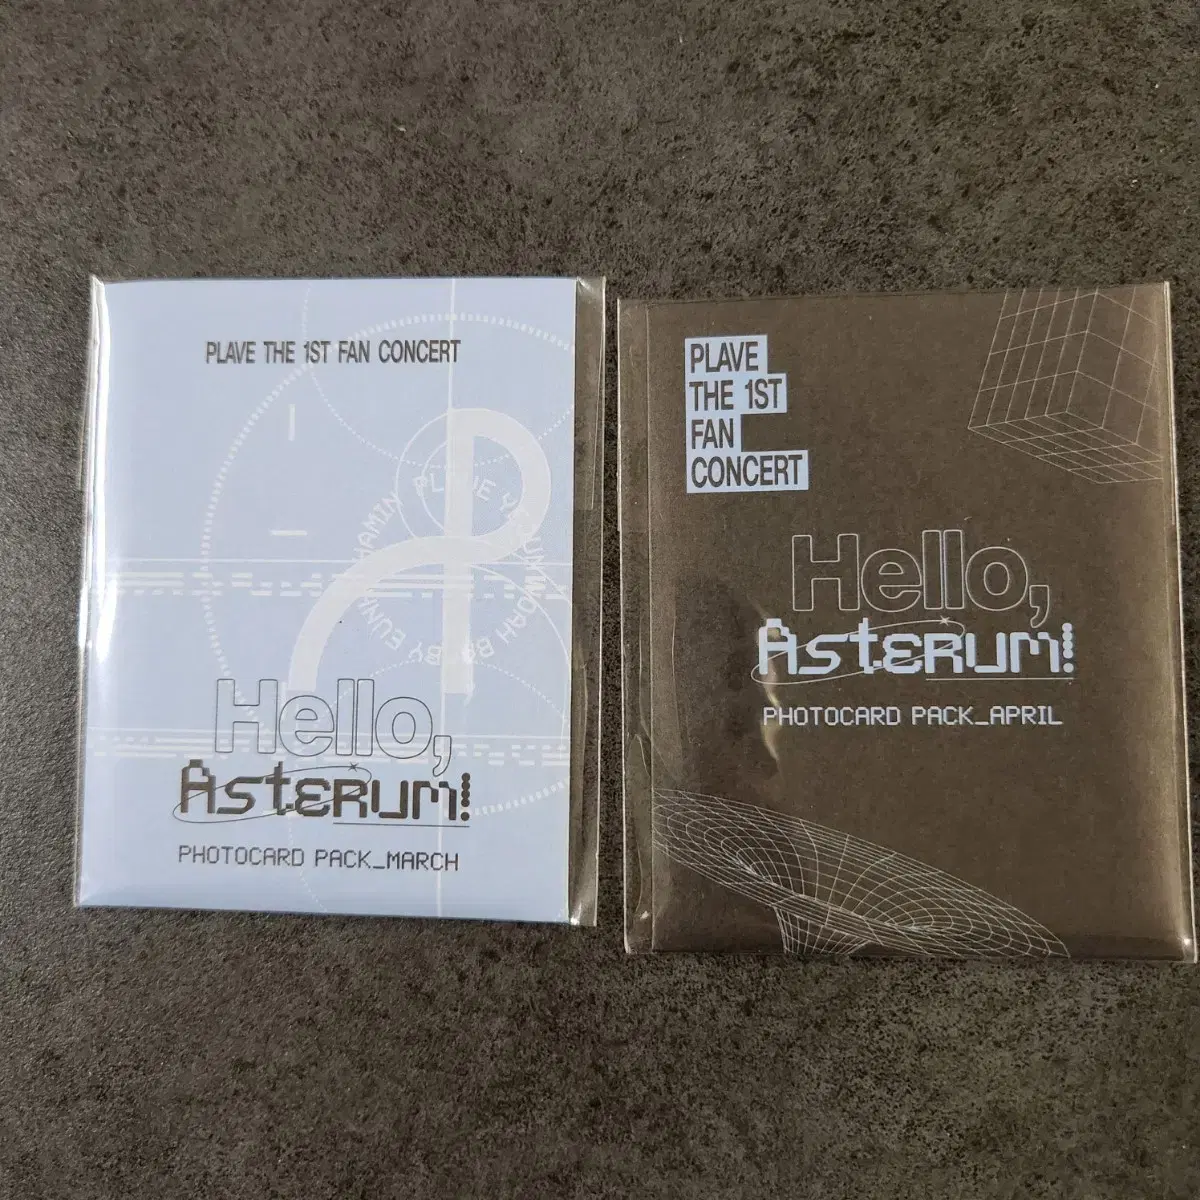 PLAVE THE 1ST FAN CONCERT
Hello,
Asterum!
PHOTOCARD PACK_MARCH
PLAVE
THE 1ST
FAN
CONCERT
Hello,
Asterum!
PHOTOCARD PACK_APRIL